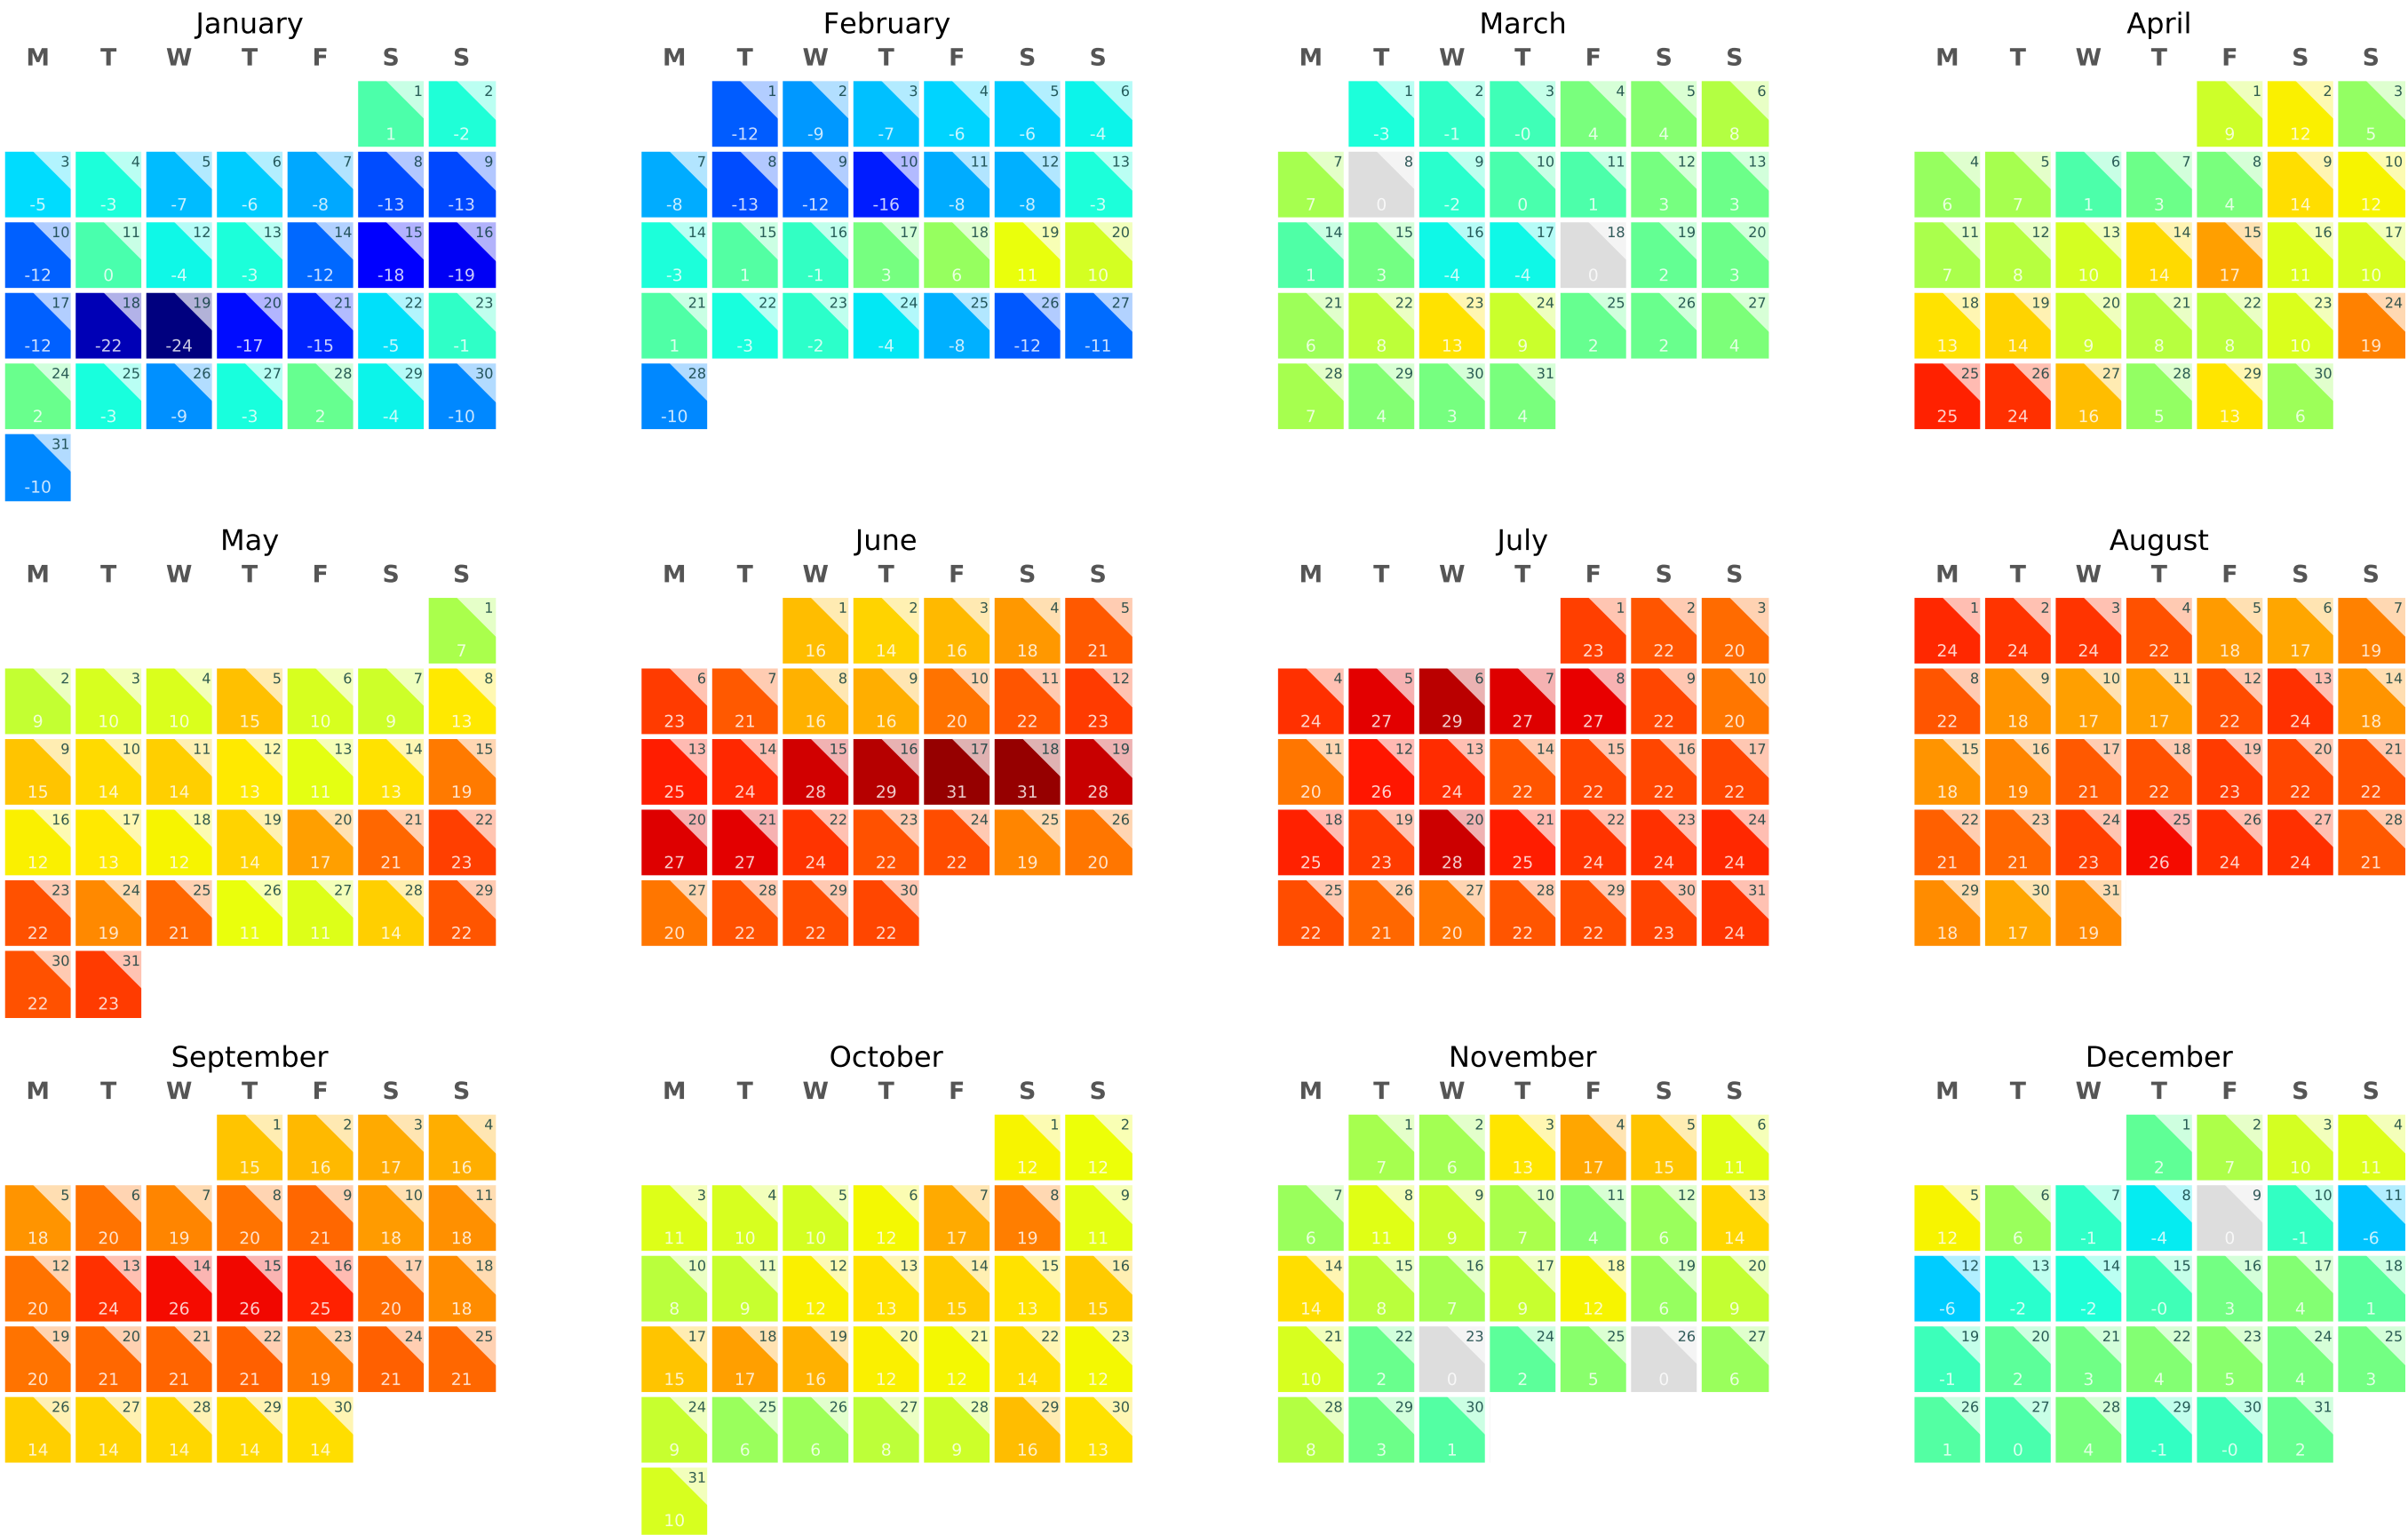 January February March April
M T W T F S S M T W T F S S M T W T F S S M T W T F S S
1 2 1 2 3 4 5 6 1 2 3 4 5 6 1 2 3
1 -2 -12 -9 -7 -6 -6 -4 -3 -1 -0 4 4 8 9 12 5
3 4 5 6 7 8 9 7 8 9 10 11 12 13 7 8 9 10 11 12 13 4 5 6 7 8 9 10
-5 -3 -7 -6 -8 -13 -13 -8 -13 -12 -16 -8 -8 -3 7 0 -2 0 1 3 3 6 7 1 3 4 14 12
10 11 12 13 14 15 16 14 15 16 17 18 19 20 14 15 16 17 18 19 20 11 12 13 14 15 16 17
-12 0 -4 -3 -12 -18 -19 -3 1 -1 3 6 11 10 1 3 -4 -4 0 2 3 7 8 10 14 17 11 10
17 18 19 20 21 22 23 21 22 23 24 25 26 27 21 22 23 24 25 26 27 18 19 20 21 22 23 24
-12 -22 -24 -17 -15 -5 -1 1 -3 -2 -4 -8 -12 -11 6 8 13 9 2 2 4 13 14 9 8 8 10 19
24 25 26 27 28 29 30 28 28 29 30 31 25 26 27 28 29 30
2 -3 -9 -3 2 -4 -10 -10 7 4 3 4 25 24 16 5 13 6
31
-10
May June July August
M T W T F S S M T W T F S S M T W T F S S M T W T F S S
1 1 2 3 4 5 1 2 3 1 2 3 4 5 6 7
7 16 14 16 18 21 23 22 20 24 24 24 22 18 17 19
2 3 4 5 6 7 8 6 7 8 9 10 11 12 4 5 6 7 8 9 10 8 9 10 11 12 13 14
9 10 10 15 10 9 13 23 21 16 16 20 22 23 24 27 29 27 27 22 20 22 18 17 17 22 24 18
9 10 11 12 13 14 15 13 14 15 16 17 18 19 11 12 13 14 15 16 17 15 16 17 18 19 20 21
15 14 14 13 11 13 19 25 24 28 29 31 31 28 20 26 24 22 22 22 22 18 19 21 22 23 22 22
16 17 18 19 20 21 22 20 21 22 23 24 25 26 18 19 20 21 22 23 24 22 23 24 25 26 27 28
12 13 12 14 17 21 23 27 27 24 22 22 19 20 25 23 28 25 24 24 24 21 21 23 26 24 24 21
23 24 25 26 27 28 29 27 28 29 30 25 26 27 28 29 30 31 29 30 31
22 19 21 11 11 14 22 20 22 22 22 22 21 20 22 22 23 24 18 17 19
30 31
22 23
September October November December
M T W T F S S M T W T F S S M T W T F S S M T W T F S S
1 2 3 4 1 2 1 2 3 4 5 6 1 2 3 4
15 16 17 16 12 12 7 6 13 17 15 11 2 7 10 11
5 6 7 8 9 10 11 3 4 5 6 7 8 9 7 8 9 10 11 12 13 5 6 7 8 9 10 11
18 20 19 20 21 18 18 11 10 10 12 17 19 11 6 11 9 7 4 6 14 12 6 -1 -4 0 -1 -6
12 13 14 15 16 17 18 10 11 12 13 14 15 16 14 15 16 17 18 19 20 12 13 14 15 16 17 18
20 24 26 26 25 20 18 8 9 12 13 15 13 15 14 8 7 9 12 6 9 -6 -2 -2 -0 3 4 1
19 20 21 22 23 24 25 17 18 19 20 21 22 23 21 22 23 24 25 26 27 19 20 21 22 23 24 25
20 21 21 21 19 21 21 15 17 16 12 12 14 12 10 2 0 2 5 0 6 -1 2 3 4 5 4 3
26 27 28 29 30 24 25 26 27 28 29 30 28 29 30 26 27 28 29 30 31
14 14 14 14 14 9 6 6 8 9 16 13 8 3 1 1 0 4 -1 -0 2
31
10